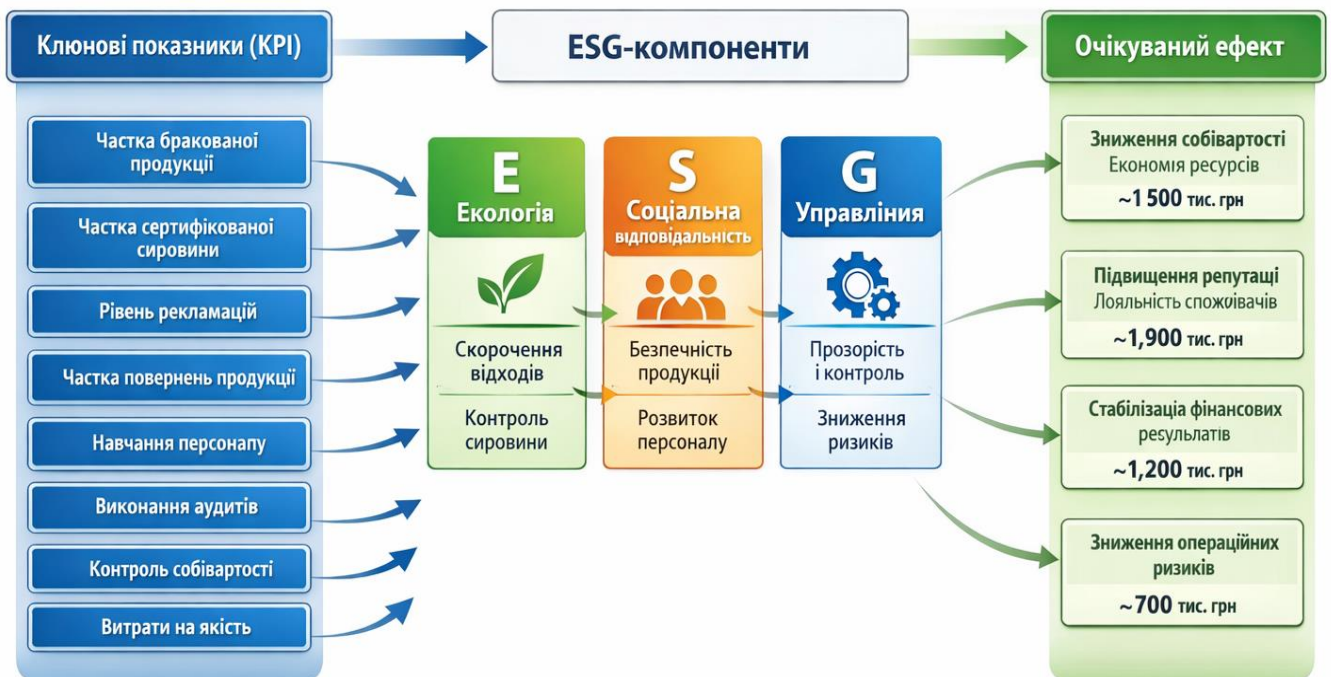 Клюнові показники (KPI)
ESG-компоненти
Очікуваний ефект
Частка бракованої
продукції
Частка сертифікованої
сировини
Рівень рекламацій
Частка повернень продукції
Навчання персонапу
Виконання аудитів
Контроль собівартості
Витрати на якість
E
Екологія
Скорочення
відходів
Контроль
сировини
S
Соціальна
відповідальність
Безпечність
продукції
Розвиток
персоналу
G
Управліния
Прозорість
і контроль
Зниження
ризиків
Зниження собівартості
Економія ресурсів
~1 500 тис. грн
Підвищення репутаці
Лояльність споживачів
~1,900 тис. грн
Стабілізація фінансових
результатів
~1,200 тис. грн
Зниження операційних
ризиків
~700 тис. грн